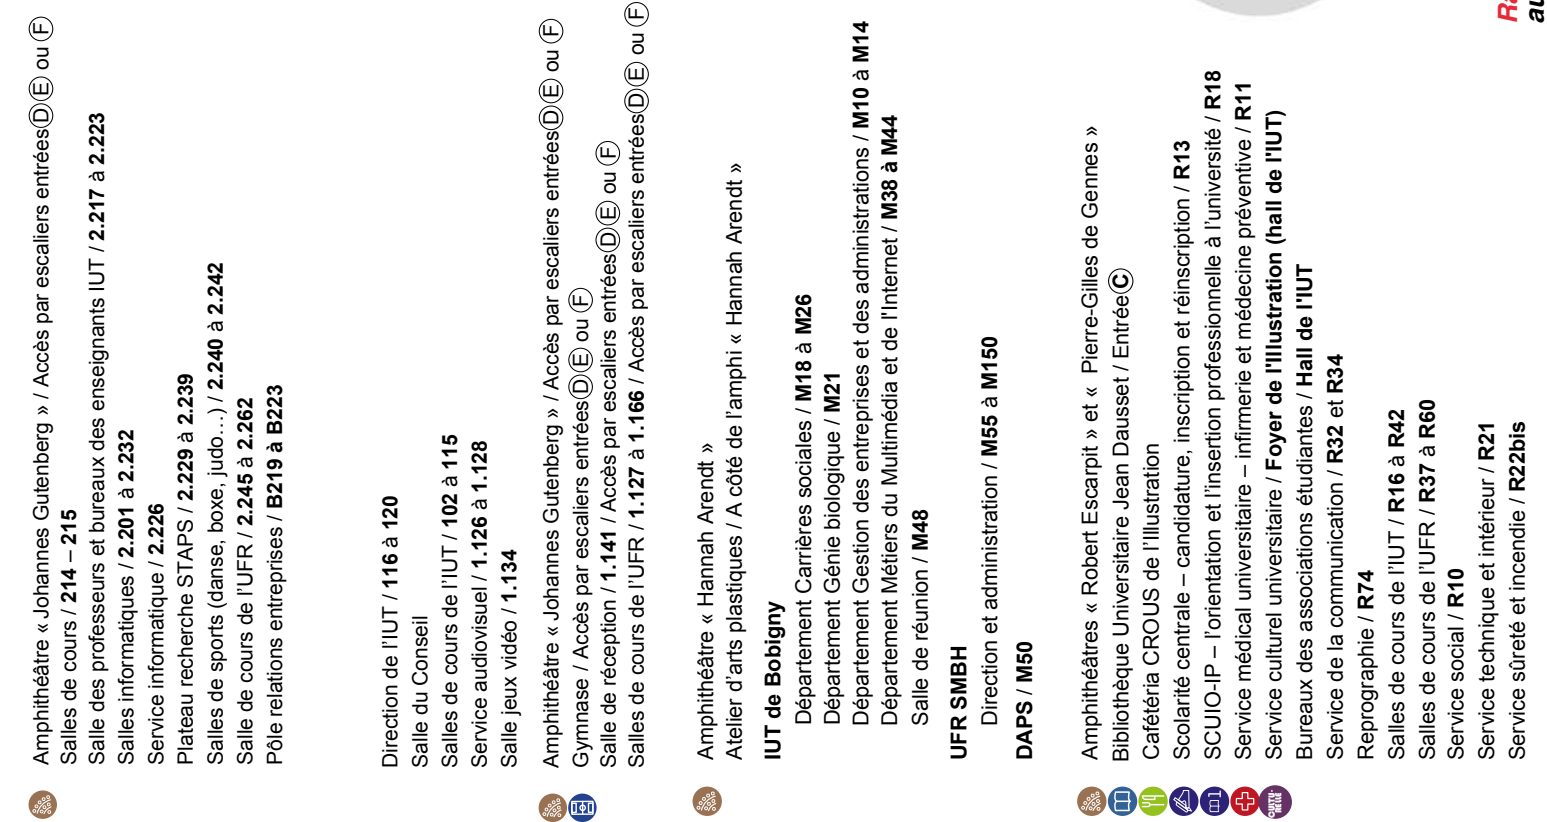 Amphithéâtre « Johannes Gutenberg » / Accès par escaliers entrées D E ou F
Salles de cours / 214 – 215
Salle des professeurs et bureaux des enseignants IUT / 2.217 à 2.223
Salles informatiques / 2.201 à 2.232
Service informatique / 2.226
Plateau recherche STAPS / 2.229 à 2.239
Salles de sports (danse, boxe, judo…) / 2.240 à 2.242
Salle de cours de l'UFR / 2.245 à 2.262
Pôle relations entreprises / B219 à B223
Direction de l'IUT / 116 à 120
Salle du Conseil
Salles de cours de l'IUT / 102 à 115
Service audiovisuel / 1.126 à 1.128
Salle jeux vidéo / 1.134
Amphithéâtre « Johannes Gutenberg » / Accès par escaliers entrées D E ou F
Gymnase / Accès par escaliers entrées D E ou F
Salle de réception / 1.141 / Accès par escaliers entrées D E ou F
Salles de cours de l'UFR / 1.127 à 1.166 / Accès par escaliers entrées D E ou F
Amphithéâtre « Hannah Arendt »
Atelier d'arts plastiques / A côté de l'amphi « Hannah Arendt »
IUT de Bobigny
Département Carrières sociales / M18 à M26
Département Génie biologique / M21
Département Gestion des entreprises et des administrations / M10 à M14
Département Métiers du Multimédia et de l'Internet / M38 à M44
Salle de réunion / M48
UFR SMBH
Direction et administration / M55 à M150
DAPS / M50
Amphithéâtres « Robert Escarpit » et « Pierre-Gilles de Gennes »
Bibliothèque Universitaire Jean Dausset / Entrée C
Cafétéria CROUS de l'Illustration
Scolarité centrale – candidature, inscription et réinscription / R13
SCUIO-IP – l'orientation et l'insertion professionnelle à l'université / R18
Service médical universitaire – infirmerie et médecine préventive / R11
Service culturel universitaire / Foyer de l'Illustration (hall de l'IUT)
Bureaux des associations étudiantes / Hall de l'IUT
Service de la communication / R32 et R34
Reprographie / R74
Salles de cours de l'IUT / R16 à R42
Salles de cours de l'UFR / R37 à R60
Service social / R10
Service technique et intérieur / R21
Service sûreté et incendie / R22bis